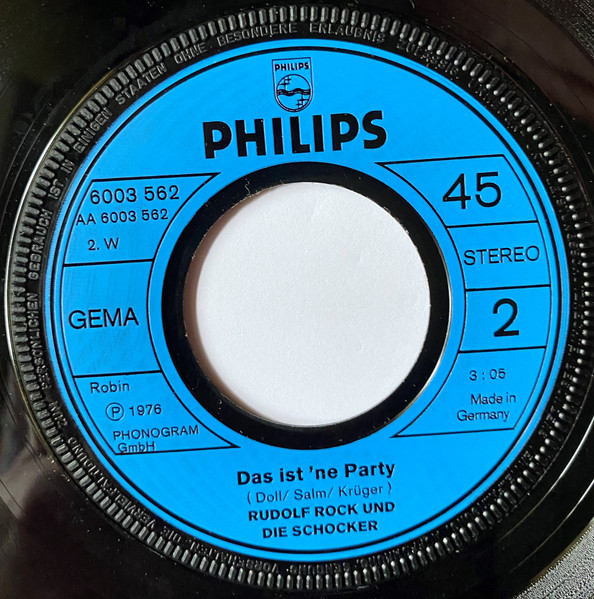 IST IN EINIGEN STAATEN OHNE BESONDERE ERLAUBNIS
PHILIPS
PHILIPS
6003 562
AA 6003 562
2. W
GEMA
Robin
Ⓟ 1976
PHONOGRAM
GmbH
45
STEREO
2
3 : 05
Made in
Germany
Das ist 'ne Party
( Doll/ Salm/ Krüger )
RUDOLF ROCK UND
DIE SCHOCKER